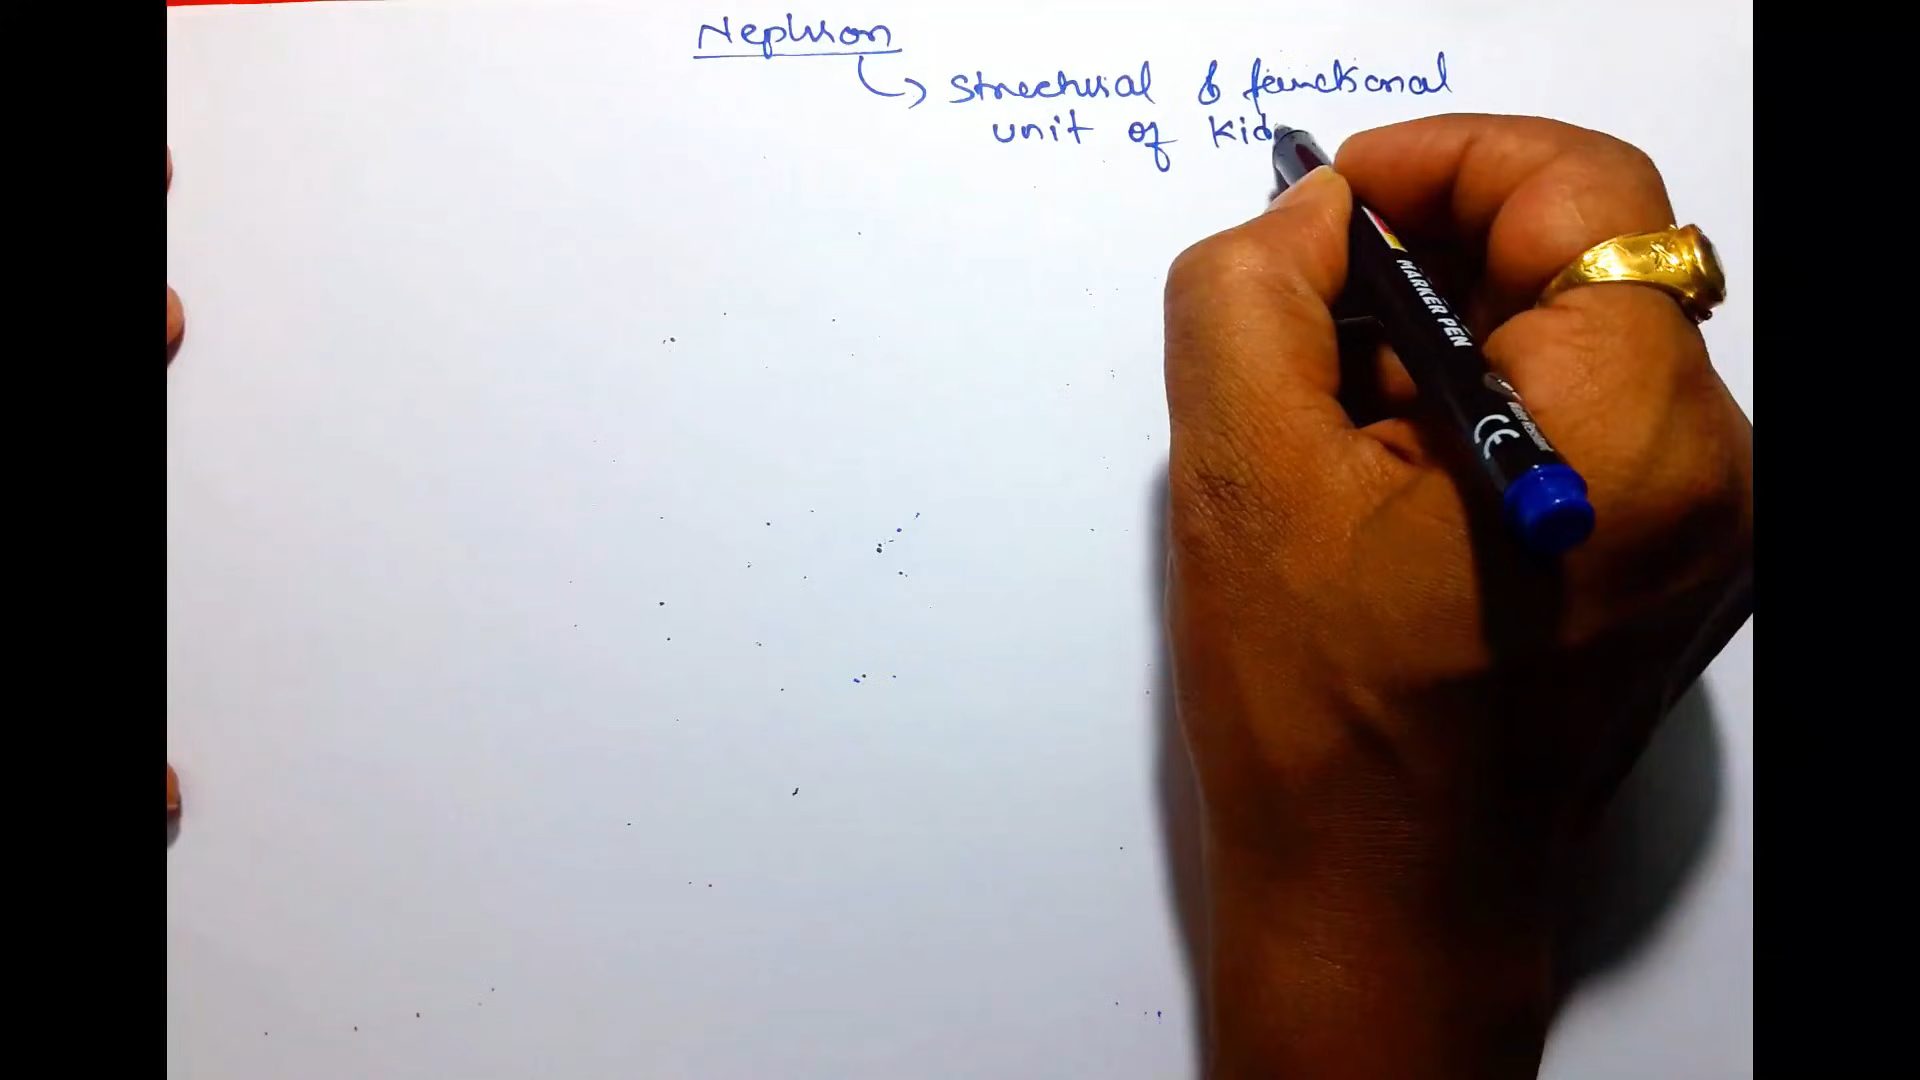 Nephron
structural & functional
unit of kid
MARKER PEN
CE